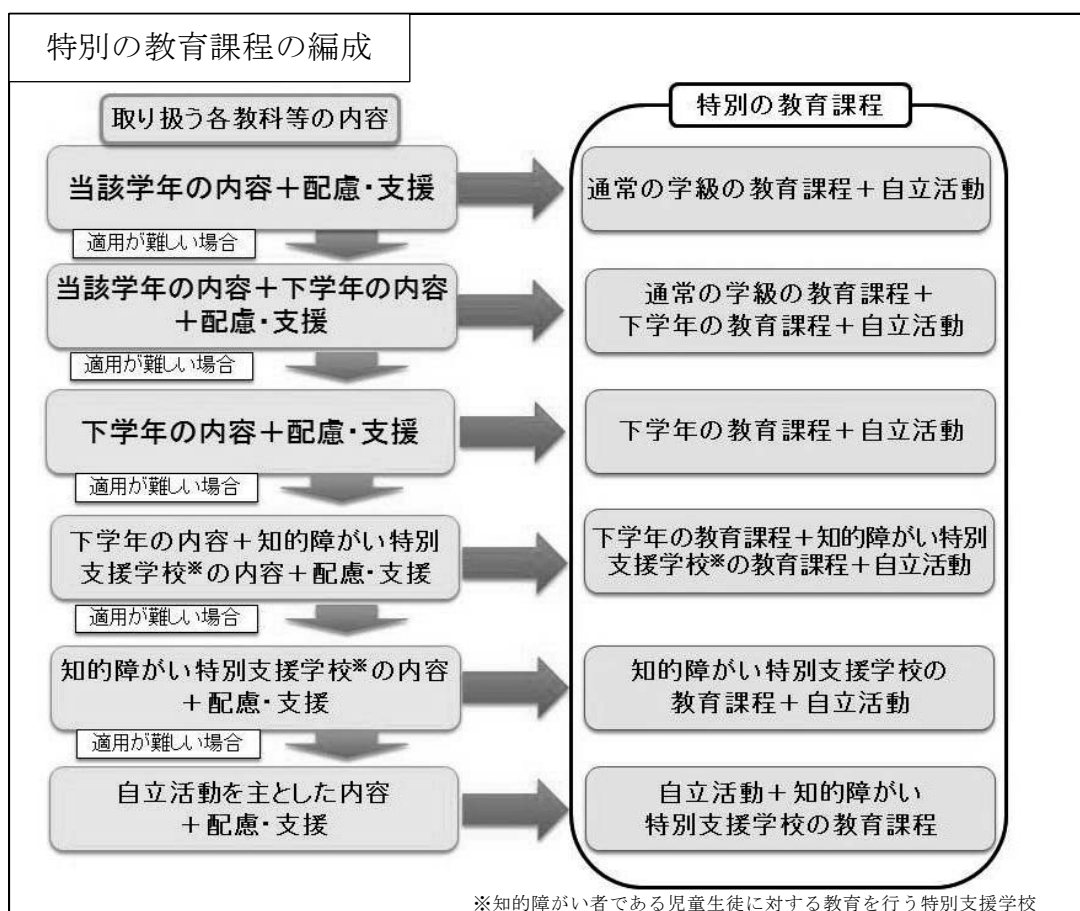 特別の教育課程の編成
取り扱う各教科等の内容
特別の教育課程
当該学年の内容＋配慮・支援
通常の学級の教育課程＋自立活動
適用が難しい場合
当該学年の内容＋下学年の内容
＋配慮・支援
通常の学級の教育課程＋
下学年の教育課程＋自立活動
適用が難しい場合
下学年の内容＋配慮・支援
下学年の教育課程＋自立活動
適用が難しい場合
下学年の内容＋知的障がい特別
支援学校※の内容＋配慮・支援
下学年の教育課程＋知的障がい特別
支援学校※の教育課程＋自立活動
適用が難しい場合
知的障がい特別支援学校※の内容
＋配慮・支援
知的障がい特別支援学校の
教育課程＋自立活動
適用が難しい場合
自立活動を主とした内容
＋配慮・支援
自立活動＋知的障がい
特別支援学校の教育課程
※知的障がい者である児童生徒に対する教育を行う特別支援学校